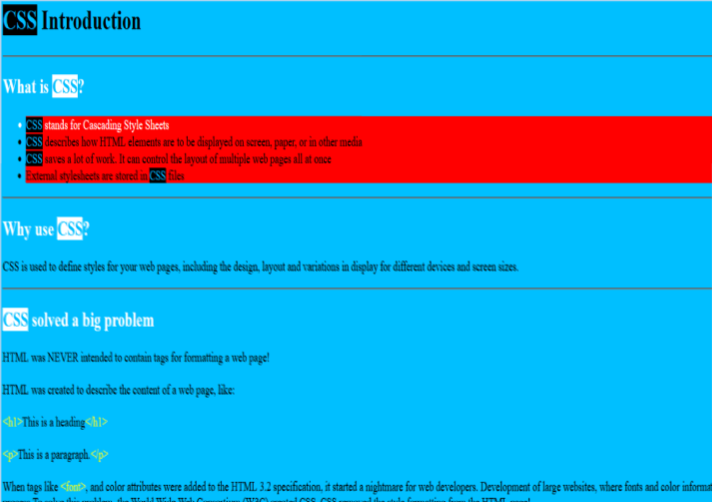 CSS Introduction
What is CSS?
CSS stands for Cascading Style Sheets
CSS describes how HTML elements are to be displayed on screen, paper, or in other media
CSS saves a lot of work. It can control the layout of multiple web pages all at once
External stylesheets are stored in CSS files
Why use CSS?
CSS is used to define styles for your web pages, including the design, layout and variations in display for different devices and screen sizes.
CSS solved a big problem
HTML was NEVER intended to contain tags for formatting a web page!
HTML was created to describe the content of a web page, like:
<h1>This is a heading</h1>
<p>This is a paragraph.</p>
When tags like <font>, and color attributes were added to the HTML 3.2 specification, it started a nightmare for web developers. Development of large websites, where fonts and color